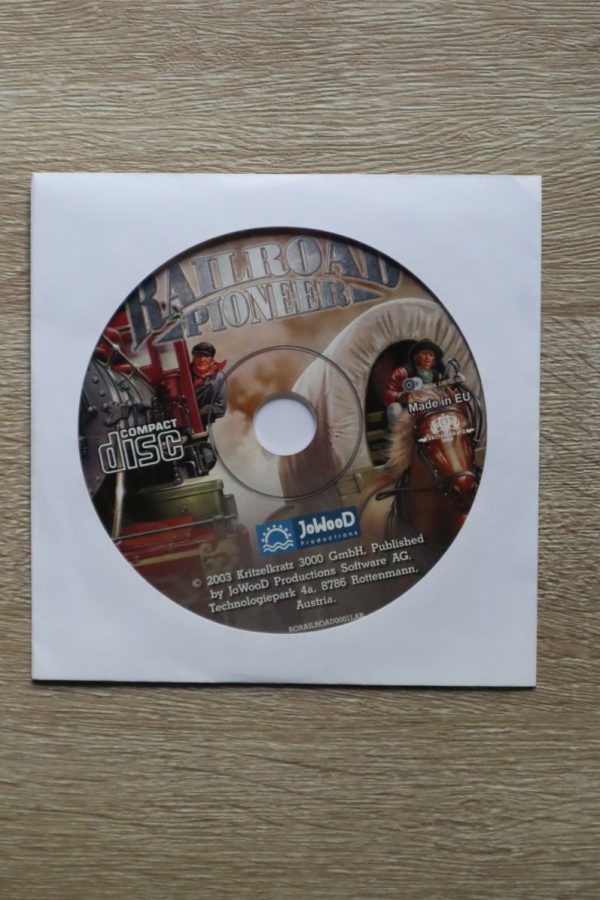 RAILROAD
PIONEER
COMPACT
disc
Made in EU
JoWooD
Productions
© 2003 Kritzelkratz 3000 GmbH. Published
by JoWooD Productions Software AG,
Technologiepark 4a, 8786 Rottenmann,
Austria.
RORAILROAD0001LAB